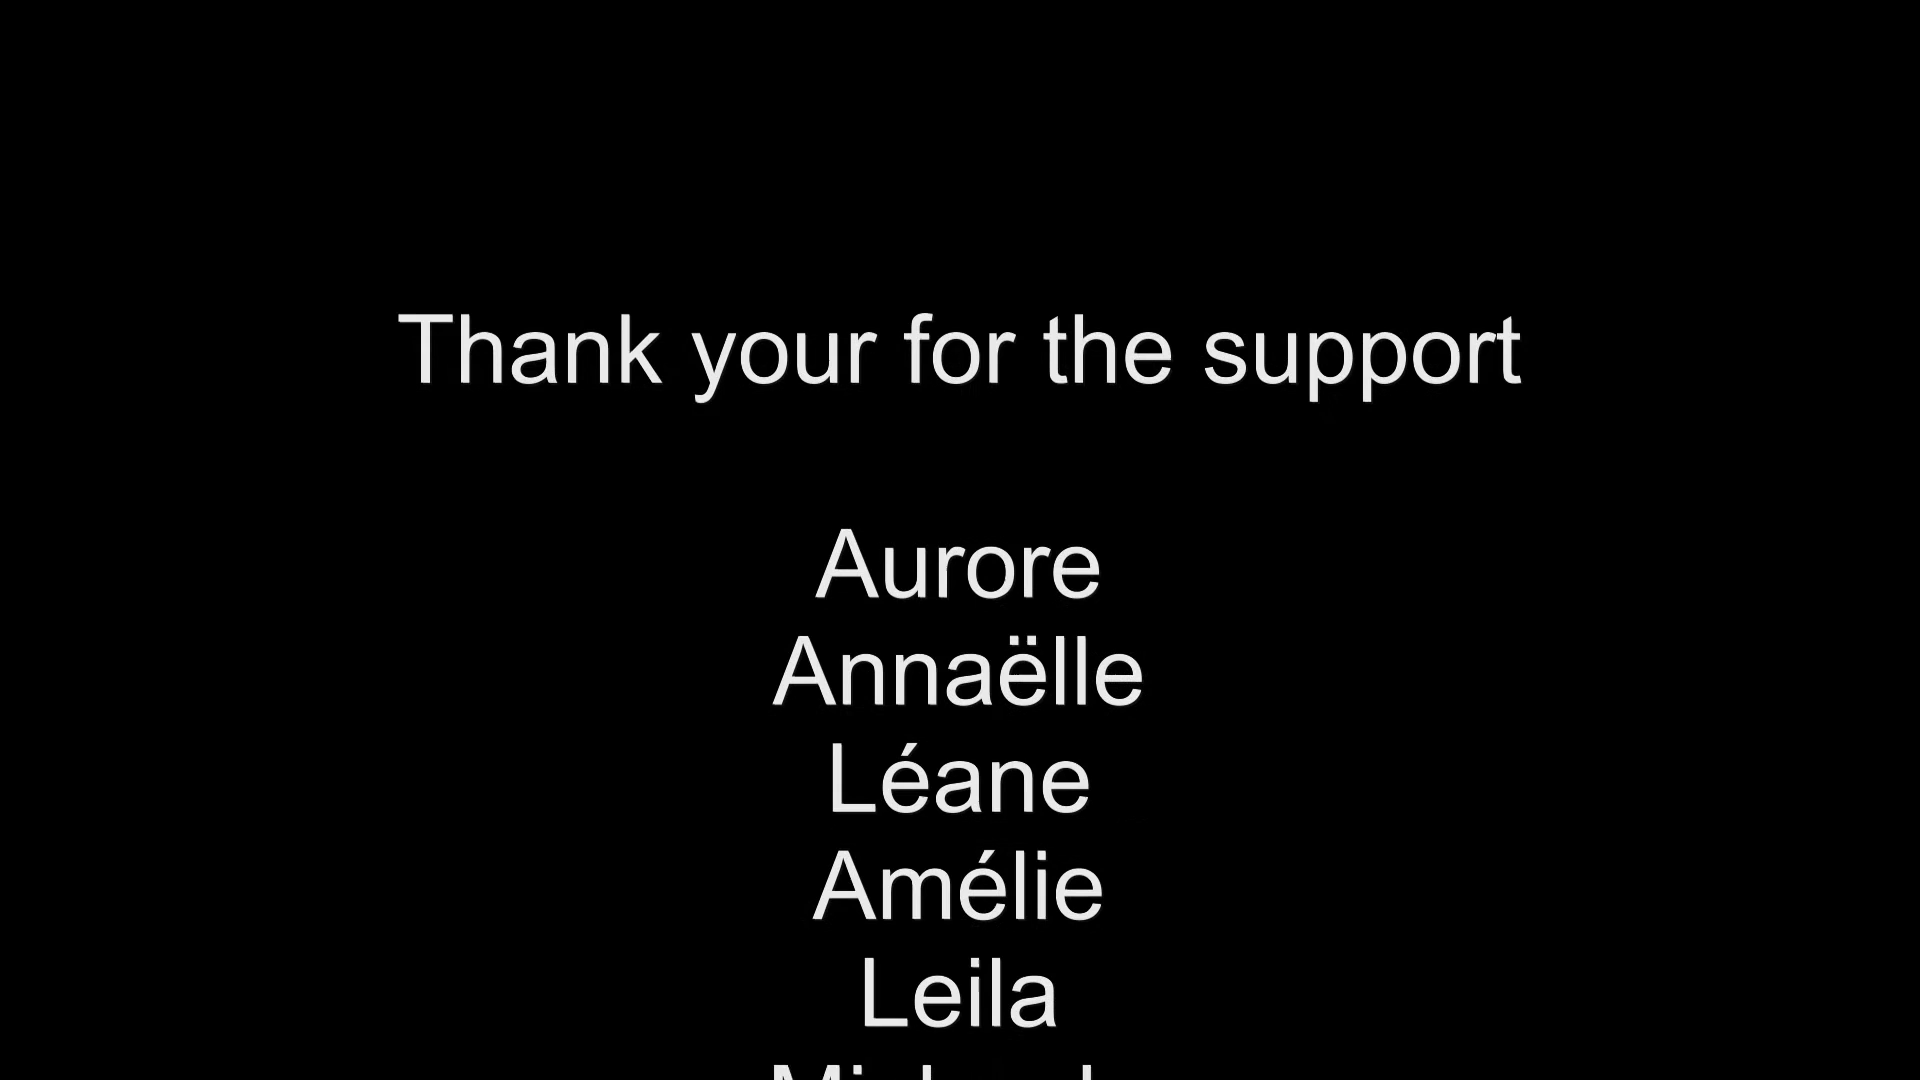 Thank your for the support
Aurore
Annaëlle
Léane
Amélie
Leila